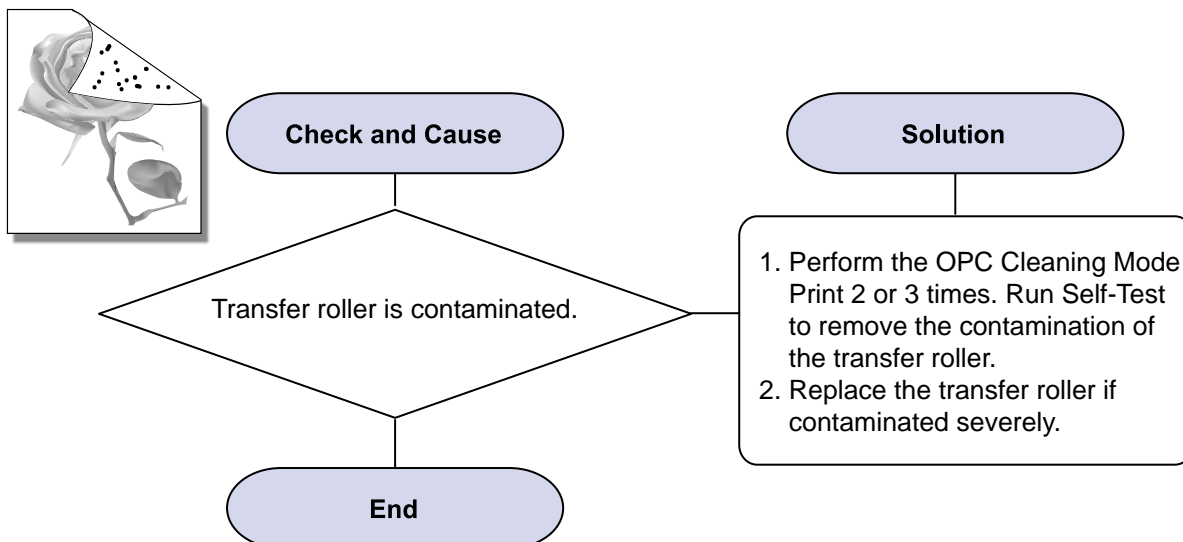 Check and Cause
Solution
Transfer roller is contaminated.
1. Perform the OPC Cleaning Mode
Print 2 or 3 times. Run Self-Test
to remove the contamination of
the transfer roller.
2. Replace the transfer roller if
contaminated severely.
End